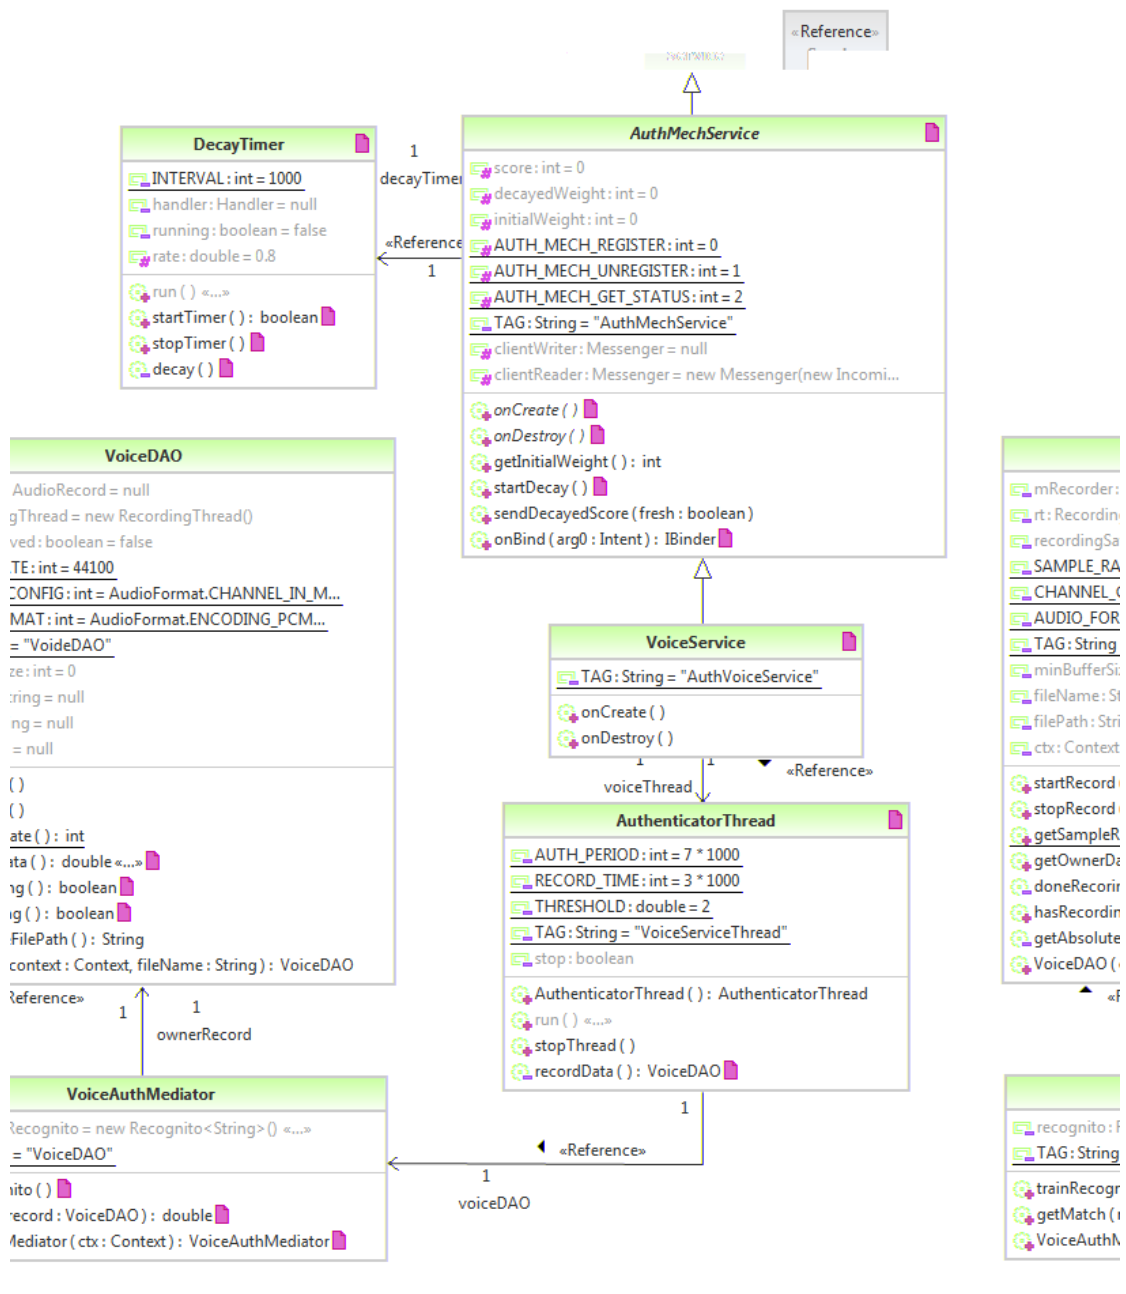 «Reference»
DecayTimer
INTERVAL : int = 1000
handler : Handler = null
running : boolean = false
rate : double = 0.8
run ( ) «...»
startTimer ( ) : boolean
stopTimer ( )
decay ( )
1
decayTimer
«Reference
1
AuthMechService
score : int = 0
decayedWeight : int = 0
initialWeight : int = 0
AUTH_MECH_REGISTER : int = 0
AUTH_MECH_UNREGISTER : int = 1
AUTH_MECH_GET_STATUS : int = 2
TAG : String = "AuthMechService"
clientWriter : Messenger = null
clientReader : Messenger = new Messenger(new Incomi...
onCreate ( )
onDestroy ( )
getInitialWeight ( ) : int
startDecay ( )
sendDecayedScore ( fresh : boolean )
onBind ( arg0 : Intent ) : IBinder
VoiceDAO
AudioRecord = null
gThread = new RecordingThread()
ved : boolean = false
TE : int = 44100
CONFIG : int = AudioFormat.CHANNEL_IN_M...
MAT : int = AudioFormat.ENCODING_PCM...
= "VoideDAO"
ze : int = 0
tring = null
ng = null
= null
( )
( )
ate ( ) : int
ata ( ) : double «...»
ng ( ) : boolean
g ( ) : boolean
FilePath ( ) : String
context : Context, fileName : String ) : VoiceDAO
VoiceService
TAG : String = "AuthVoiceService"
onCreate ( )
onDestroy ( )
1
1
«Reference»
voiceThread
AuthenticatorThread
AUTH_PERIOD : int = 7 * 1000
RECORD_TIME : int = 3 * 1000
THRESHOLD : double = 2
TAG : String = "VoiceServiceThread"
stop : boolean
AuthenticatorThread ( ) : AuthenticatorThread
run ( ) «...»
stopThread ( )
recordData ( ) : VoiceDAO
mRecorder :
rt : Recordin
recordingSa
SAMPLE_RA
CHANNEL_C
AUDIO_FOR
TAG : String
minBufferSi
fileName : St
filePath : Stri
ctx : Context
startRecord (
stopRecord (
getSampleR
getOwnerDa
doneRecorin
hasRecordin
getAbsolute
VoiceDAO (
«R
Reference»
1
1
ownerRecord
VoiceAuthMediator
Recognito = new Recognito<String>() «...»
= "VoiceDAO"
nito ( )
record : VoiceDAO ) : double
Mediator ( ctx : Context ) : VoiceAuthMediator
1
«Reference»
1
voiceDAO
recognito : R
TAG : String
trainRecogn
getMatch ( r
VoiceAuthM